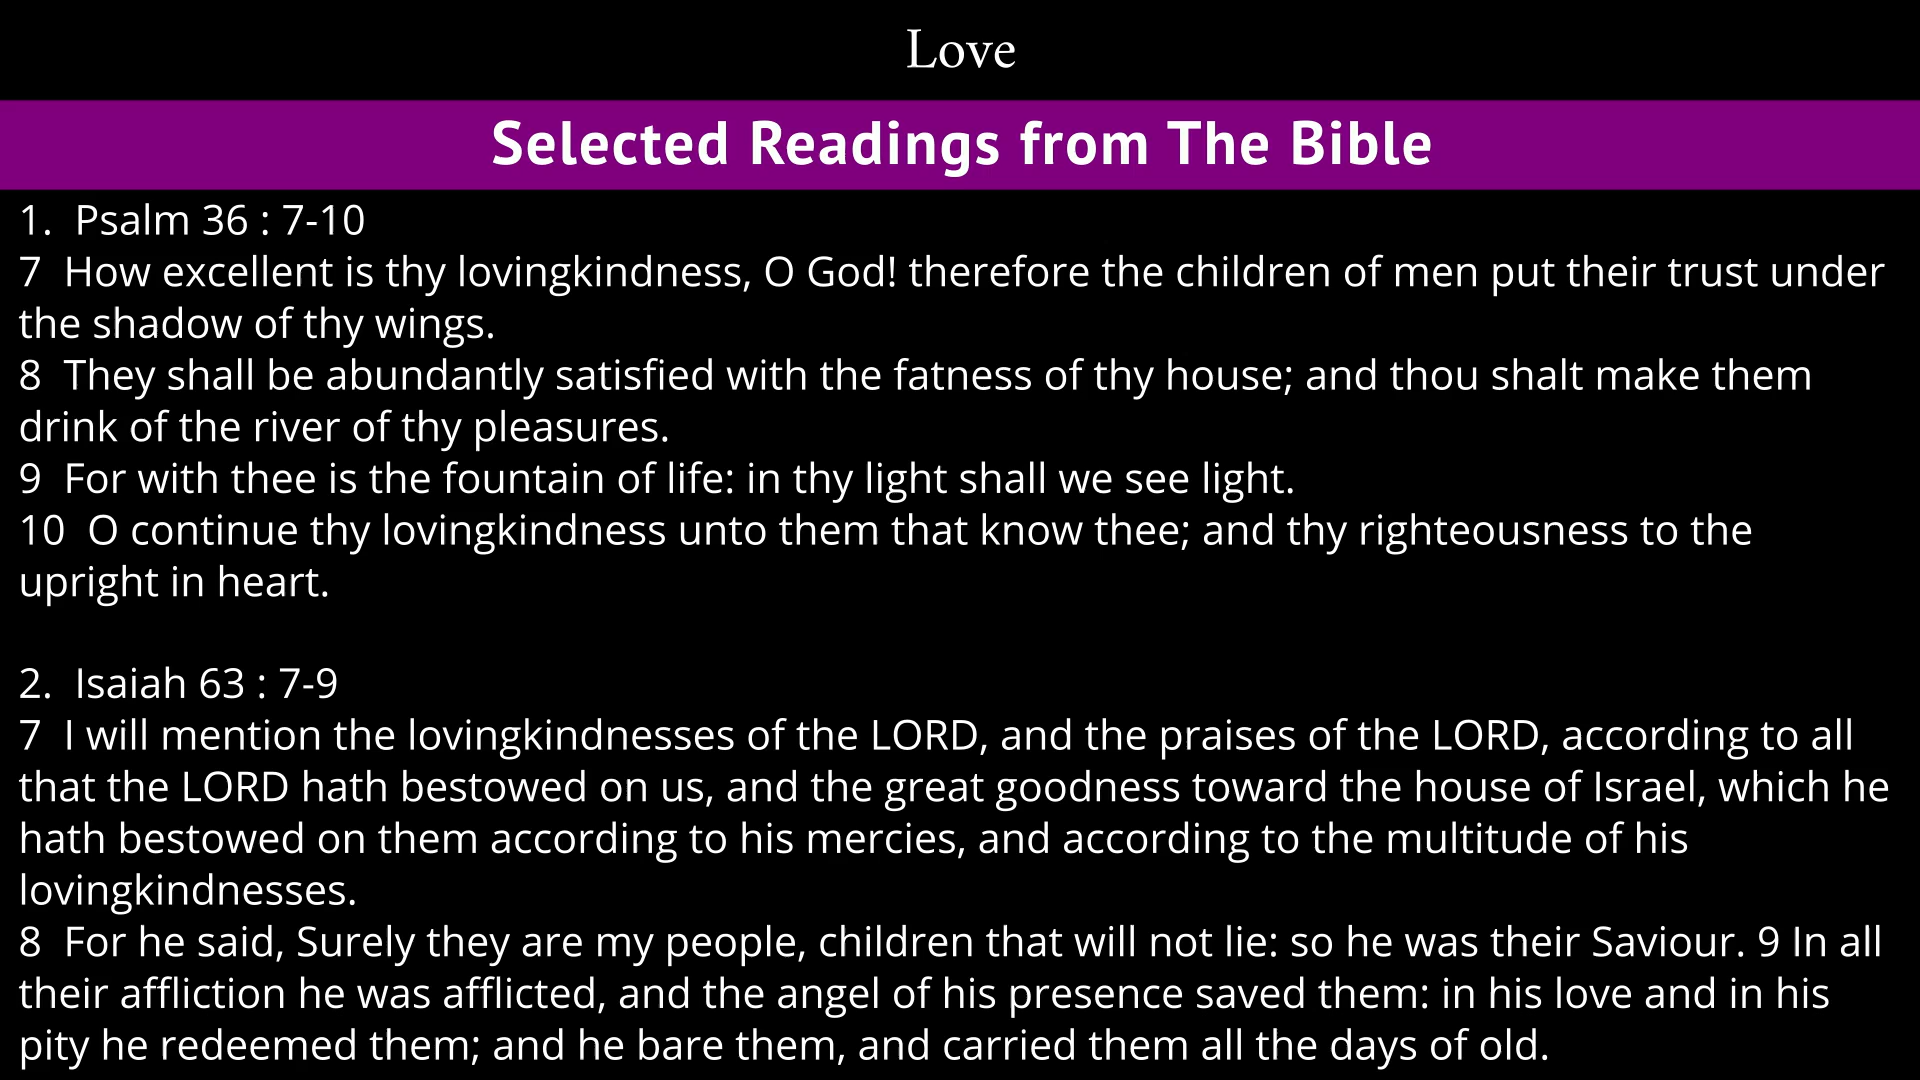 Love
Selected Readings from The Bible
1.  Psalm 36 : 7-10
7  How excellent is thy lovingkindness, O God! therefore the children of men put their trust under
the shadow of thy wings.
8  They shall be abundantly satisfied with the fatness of thy house; and thou shalt make them
drink of the river of thy pleasures.
9  For with thee is the fountain of life: in thy light shall we see light.
10  O continue thy lovingkindness unto them that know thee; and thy righteousness to the
upright in heart.
2.  Isaiah 63 : 7-9
7  I will mention the lovingkindnesses of the LORD, and the praises of the LORD, according to all
that the LORD hath bestowed on us, and the great goodness toward the house of Israel, which he
hath bestowed on them according to his mercies, and according to the multitude of his
lovingkindnesses.
8  For he said, Surely they are my people, children that will not lie: so he was their Saviour. 9 In all
their affliction he was afflicted, and the angel of his presence saved them: in his love and in his
pity he redeemed them; and he bare them, and carried them all the days of old.